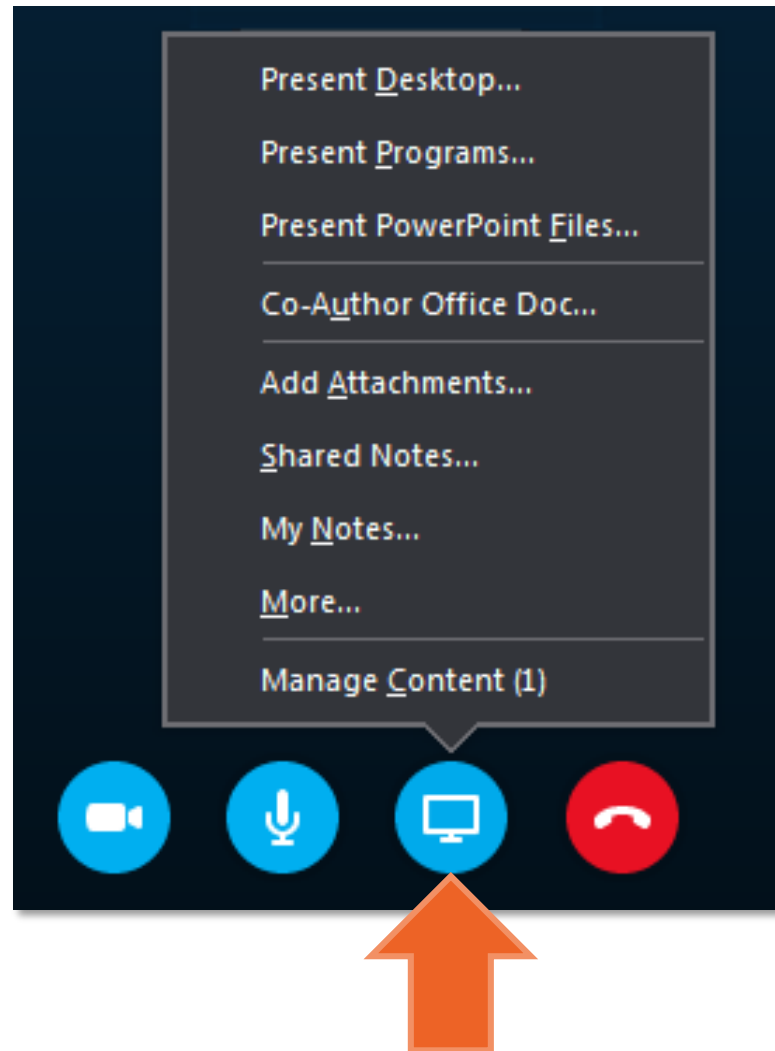 Present Desktop...
Present Programs...
Present PowerPoint Files...
Co-Author Office Doc...
Add Attachments...
Shared Notes...
My Notes...
More...
Manage Content (1)